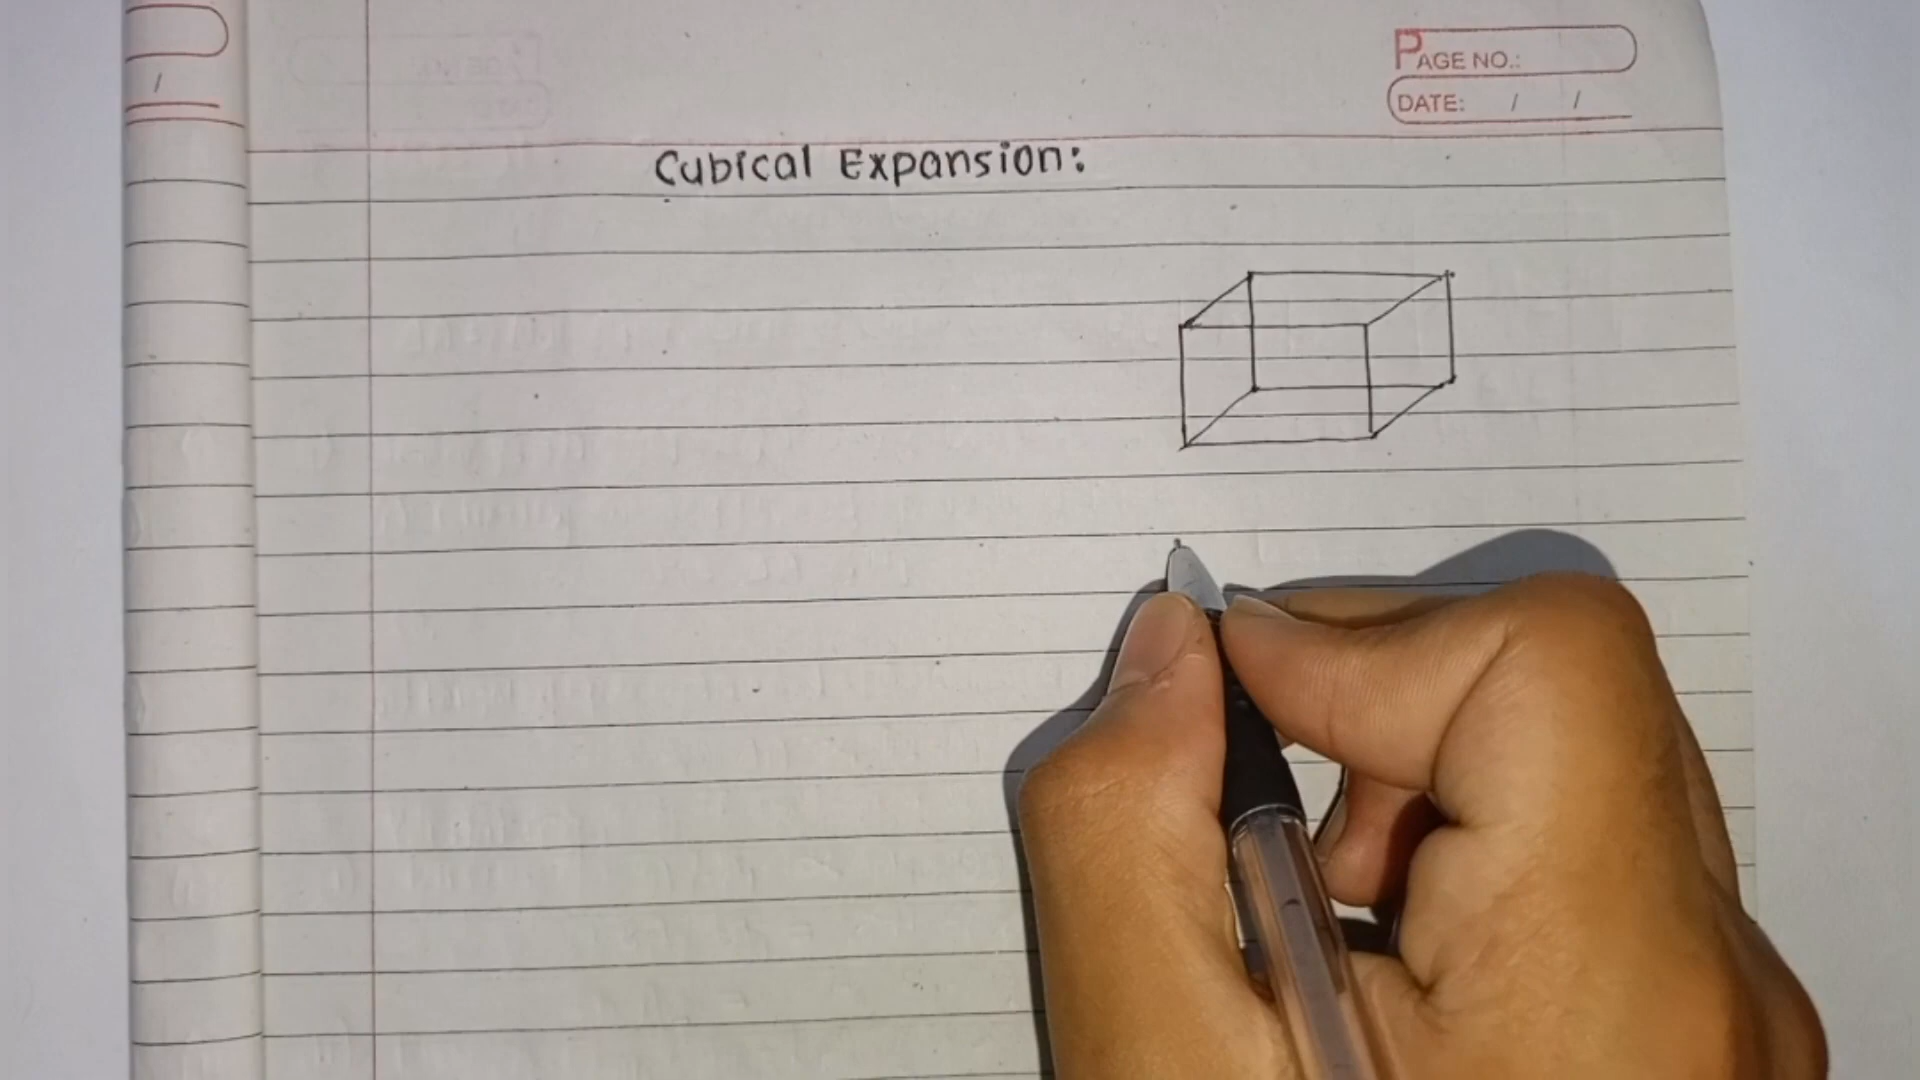 PAGE NO.:
DATE: / /
Cubical Expansion: